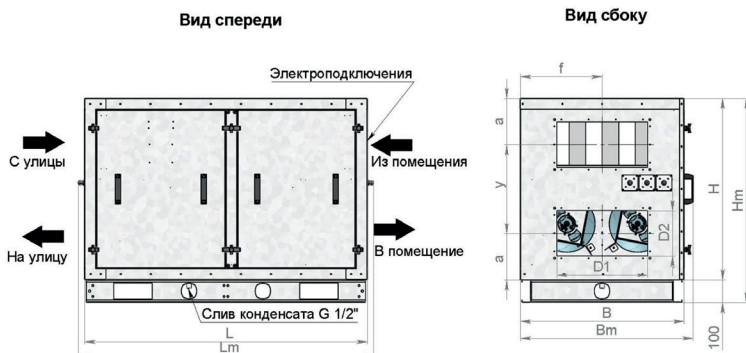 Вид спереди
Вид сбоку
Электроподключения
f
С улицы
Из помещения
На улицу
В помещение
a
y
a
H
Hm
D1
D2
Слив конденсата G 1/2"
L
Lm
B
Bm
100